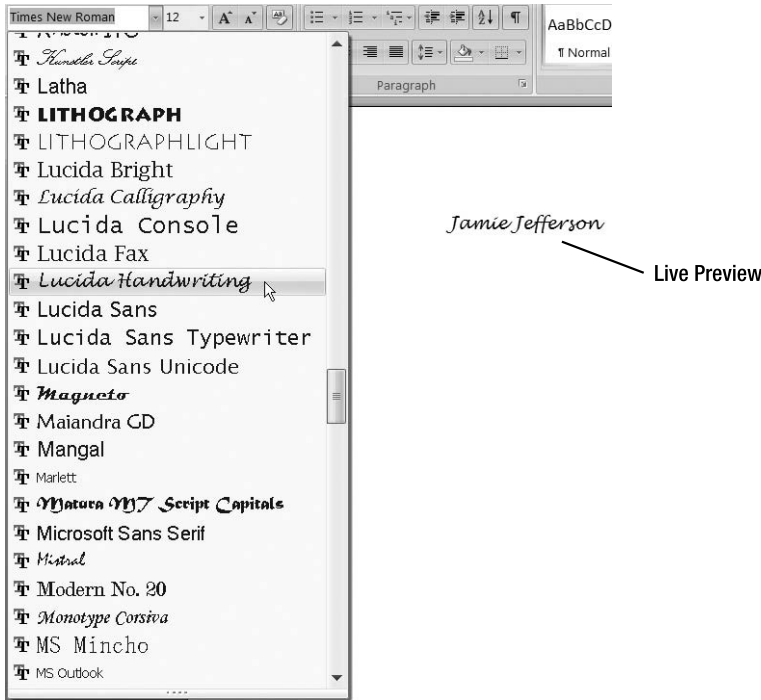 Times New Roman 12 AaBbCcD
¶ Normal
Paragraph
Kunstler Script
Latha
LITHOGRAPH
LITHOGRAPHLIGHT
Lucida Bright
Lucida Calligraphy
Lucida Console
Lucida Fax
Lucida Handwriting
Lucida Sans
Lucida Sans Typewriter
Lucida Sans Unicode
Magneto
Maiandra GD
Mangal
Marlett
Matura MT Script Capitals
Microsoft Sans Serif
Mistral
Modern No. 20
Monotype Corsiva
MS Mincho
MS Outlook
Jamie Jefferson
Live Preview